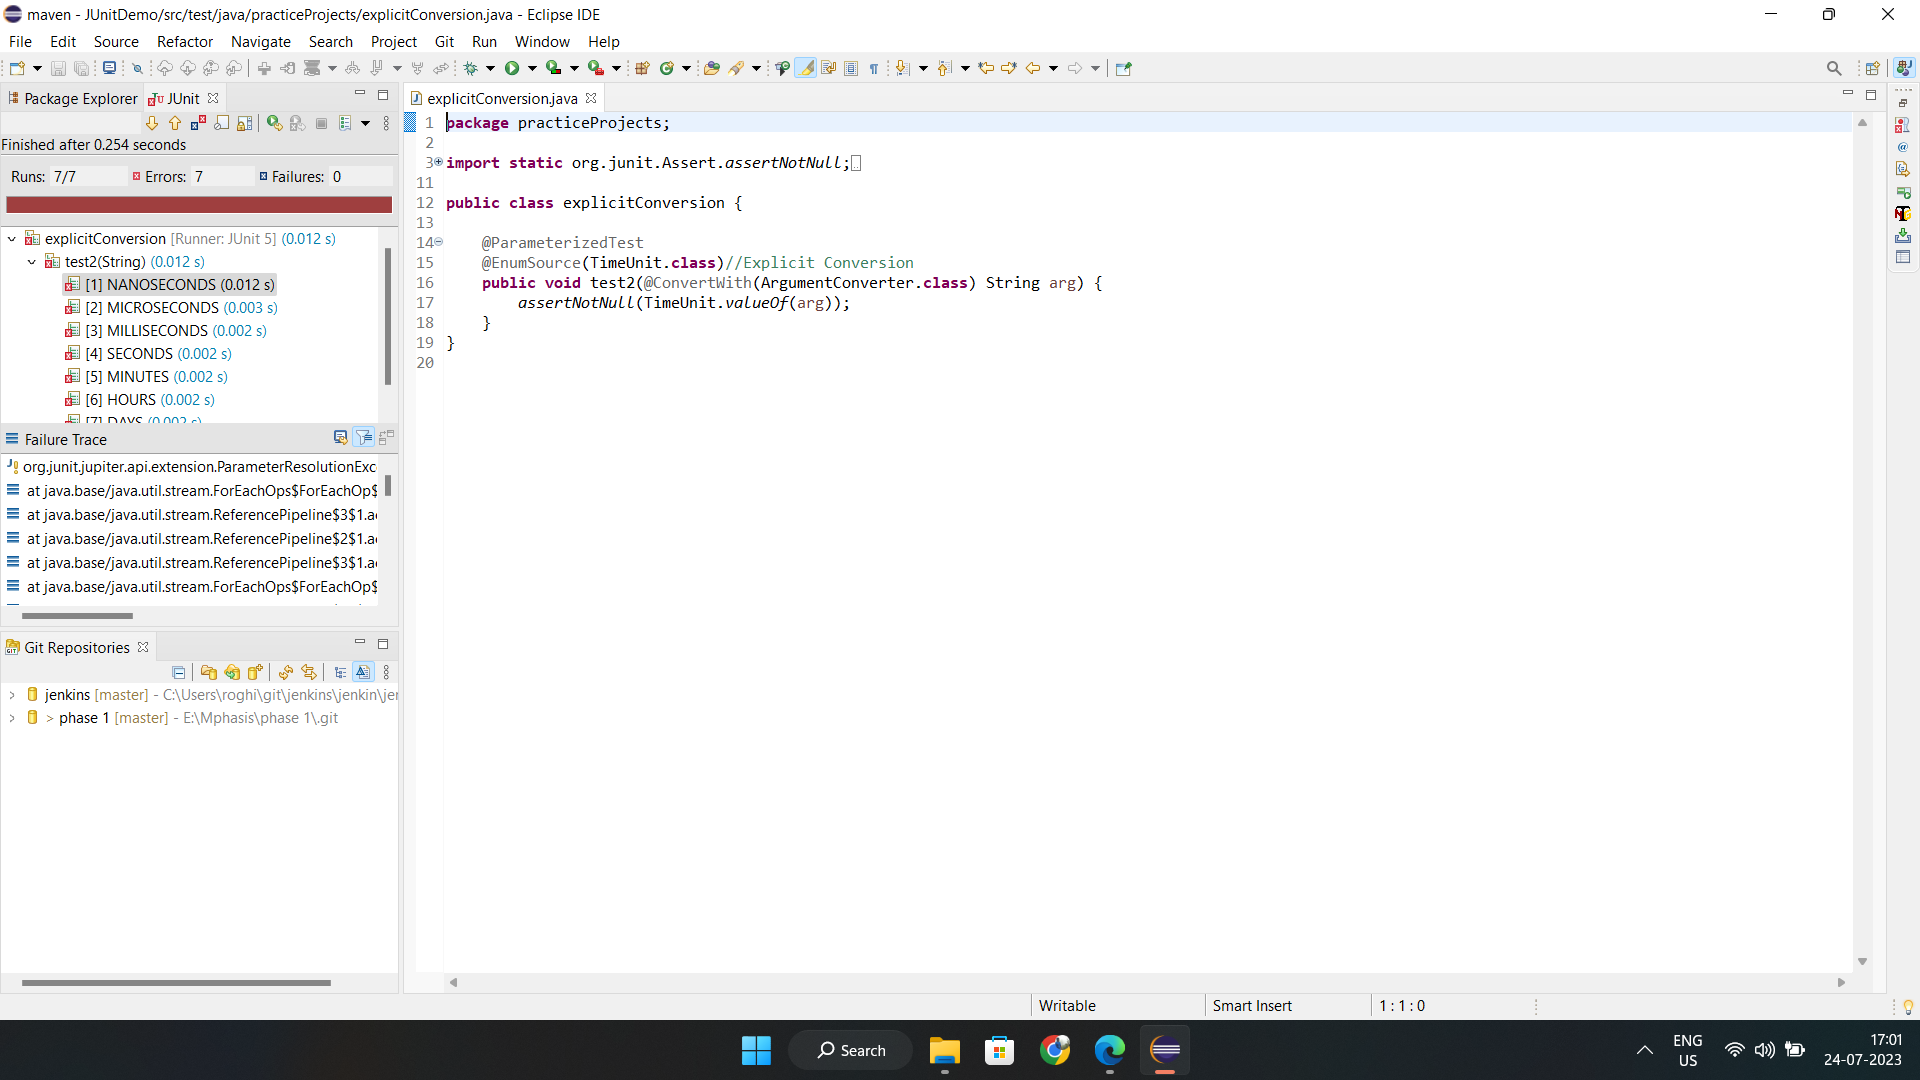 maven - JUnitDemo/src/test/java/practiceProjects/explicitConversion.java - Eclipse IDE
File Edit Source Refactor Navigate Search Project Git Run Window Help
Package Explorer JUnit
explicitConversion.java
Finished after 0.254 seconds
Runs: 7/7 Errors: 7 Failures: 0
explicitConversion [Runner: JUnit 5] (0.012 s)
test2(String) (0.012 s)
[1] NANOSECONDS (0.012 s)
[2] MICROSECONDS (0.003 s)
[3] MILLISECONDS (0.002 s)
[4] SECONDS (0.002 s)
[5] MINUTES (0.002 s)
[6] HOURS (0.002 s)
[7] DAYS (0.002 s)
Failure Trace
org.junit.jupiter.api.extension.ParameterResolutionExc
at java.base/java.util.stream.ForEachOps$ForEachOp$
at java.base/java.util.stream.ReferencePipeline$3$1.a
at java.base/java.util.stream.ReferencePipeline$2$1.a
at java.base/java.util.stream.ReferencePipeline$3$1.a
at java.base/java.util.stream.ForEachOps$ForEachOp$
Git Repositories
jenkins [master] - C:\Users\roghi\git\jenkins\jenkin\jer
> phase 1 [master] - E:\Mphasis\phase 1\.git
1 package practiceProjects;
2
3 import static org.junit.Assert.assertNotNull;
11
12 public class explicitConversion {
13
14 @ParameterizedTest
15 @EnumSource(TimeUnit.class)//Explicit Conversion
16 public void test2(@ConvertWith(ArgumentConverter.class) String arg) {
17 assertNotNull(TimeUnit.valueOf(arg));
18 }
19 }
20
Writable Smart Insert 1 : 1 : 0
Search
ENG
US
17:01
24-07-2023